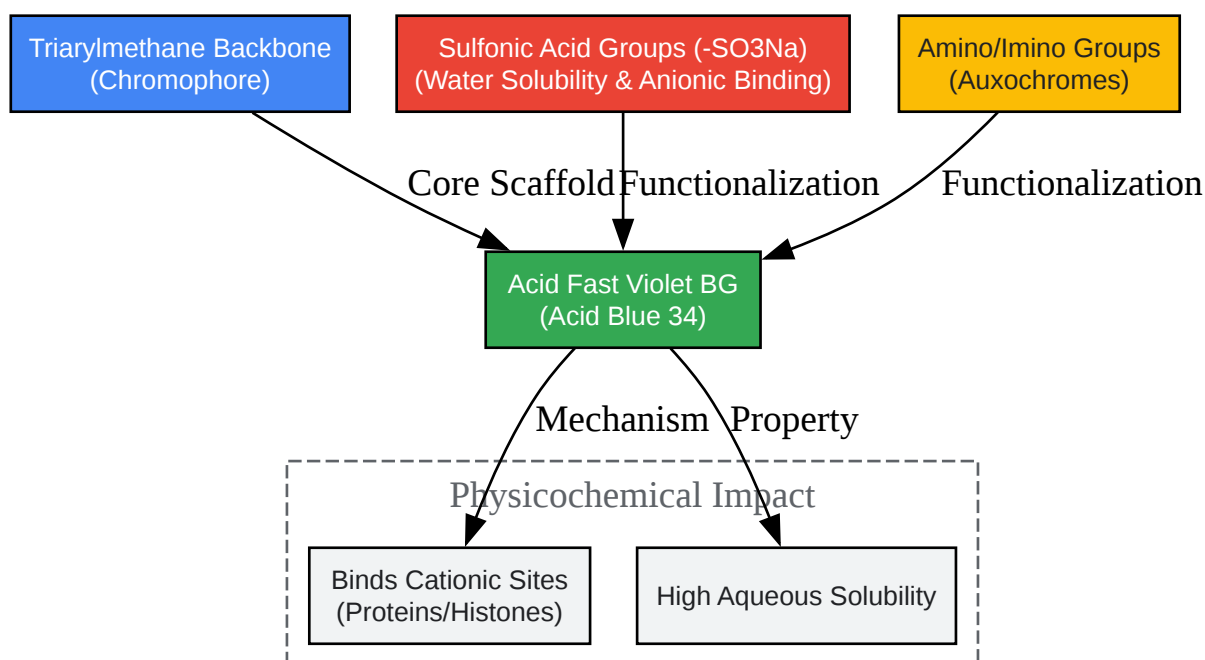 Triarylmethane Backbone
(Chromophore)
Sulfonic Acid Groups (-SO3Na)
(Water Solubility & Anionic Binding)
Amino/Imino Groups
(Auxochromes)
Core Scaffold
Functionalization
Functionalization
Acid Fast Violet BG
(Acid Blue 34)
Mechanism
Property
Physicochemical Impact
Binds Cationic Sites
(Proteins/Histones)
High Aqueous Solubility